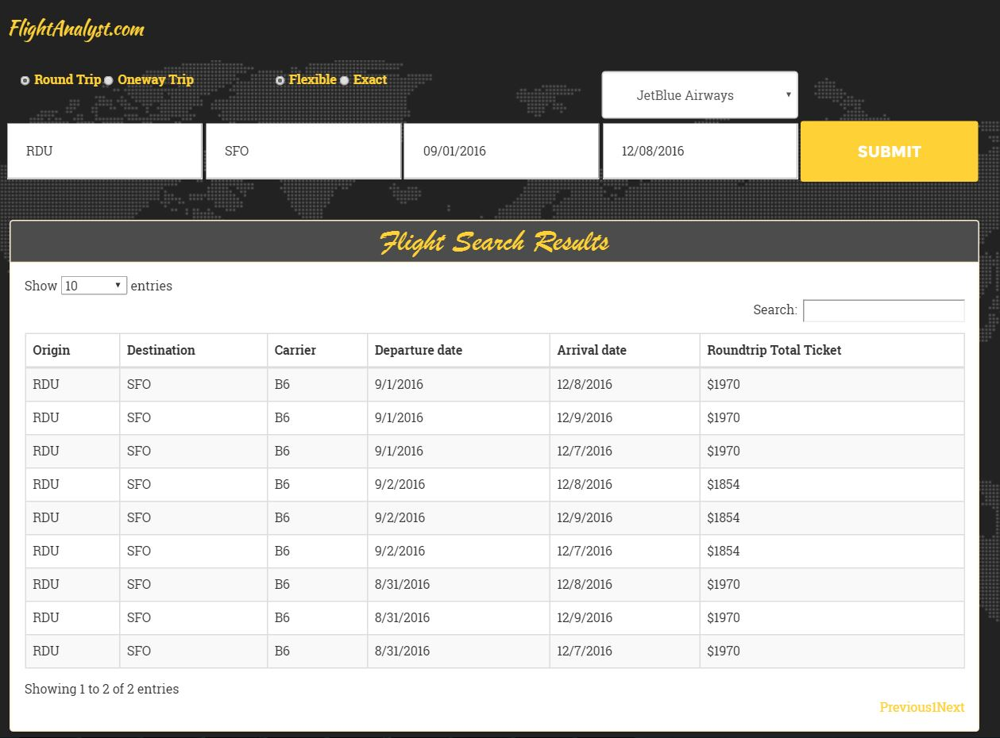 FlightAnalyst.com
Round Trip Oneway Trip Flexible Exact
JetBlue Airways
RDU SFO 09/01/2016 12/08/2016 SUBMIT
Flight Search Results
Show 10 entries
Search:
Origin Destination Carrier Departure date Arrival date Roundtrip Total Ticket
RDU SFO B6 9/1/2016 12/8/2016 $1970
RDU SFO B6 9/1/2016 12/9/2016 $1970
RDU SFO B6 9/1/2016 12/7/2016 $1970
RDU SFO B6 9/2/2016 12/8/2016 $1854
RDU SFO B6 9/2/2016 12/9/2016 $1854
RDU SFO B6 9/2/2016 12/7/2016 $1854
RDU SFO B6 8/31/2016 12/8/2016 $1970
RDU SFO B6 8/31/2016 12/9/2016 $1970
RDU SFO B6 8/31/2016 12/7/2016 $1970
Showing 1 to 2 of 2 entries
Previous1Next